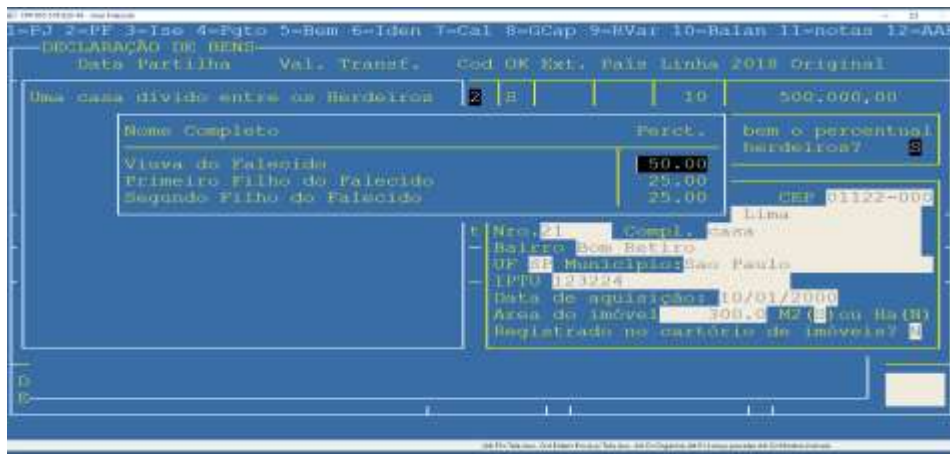 1=PJ 2=PF 3=Ise 4=Pgto 5=Bem 6=Iden 7=Cal 8=GCap 9=RVar 10=Balan 11=notas 12=AA
DECLARAÇÃO DE BENS
Data Partilha Val. Transf. Cod OK Ext. Pais Linha 2018 Original
Uma casa divido entre os Herdeiros 2 S 10 500.000,00
Nome Completo Perct. bem o percentual
herdeiros? S
Viuva do Falecido 50.00
Primeiro Filho do Falecido 25.00
Segundo Filho do Falecido 25.00 CEP 01122-000
Lima
Nro. 21 Compl. casa
Bairro Bom Retiro
UF SP Municipio: Sao Paulo
IPTU 123224
Data de aquisição: 10/01/2000
Area do imóvel 300.0 M2(S)ou Ha(N)
Registrado no cartório de imóveis? N
D
E